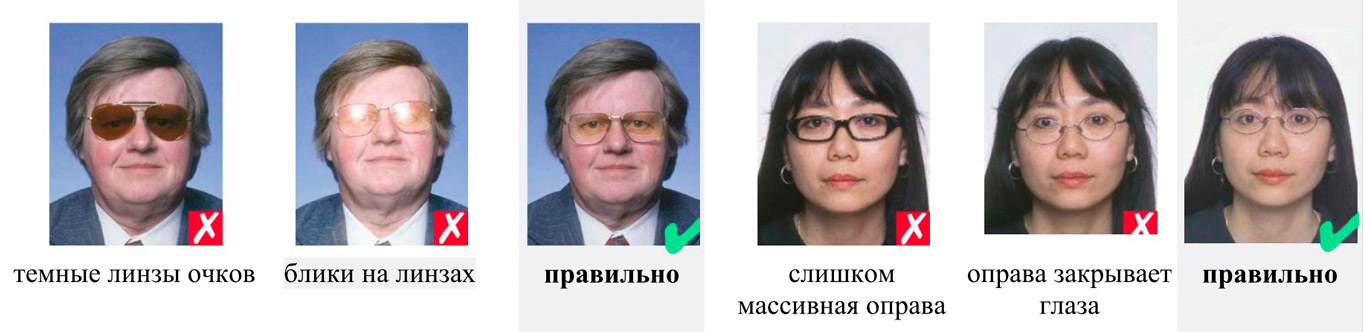 темные линзы очков
блики на линзах
правильно
слишком
массивная оправа
оправа закрывает
глаза
правильно